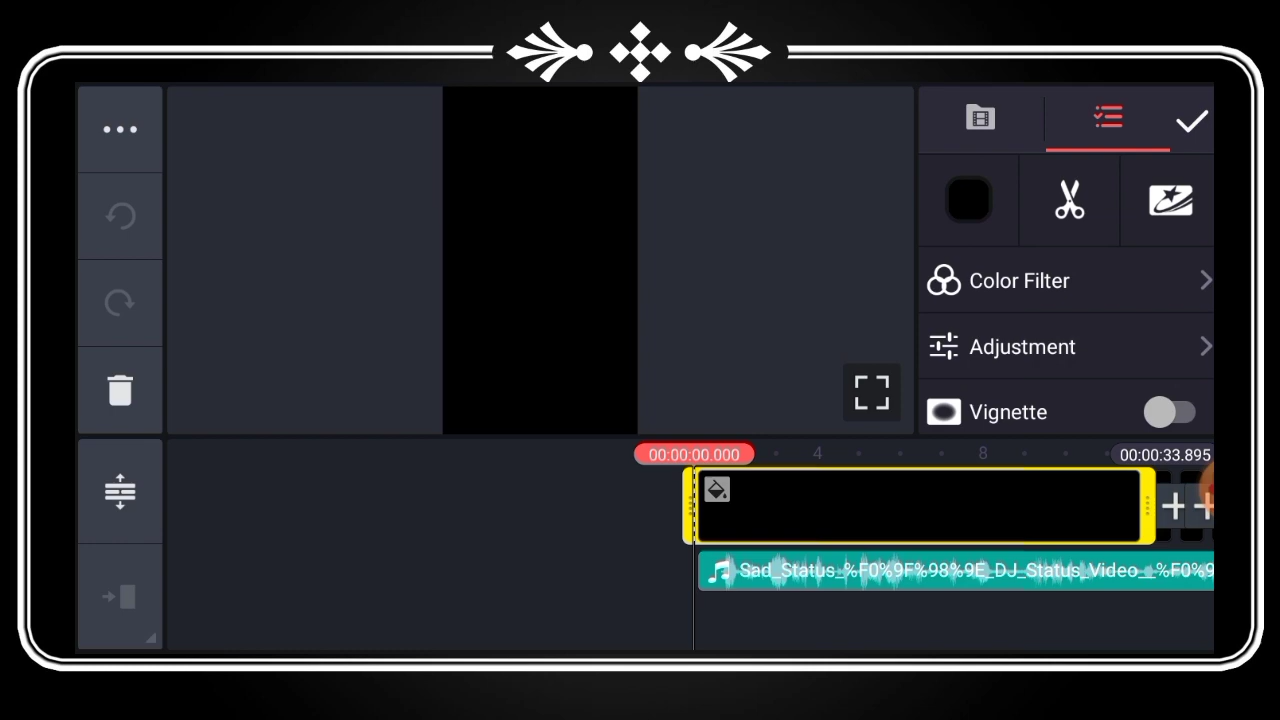 Color Filter
Adjustment
Vignette
00:00:00.000
4
8
00:00:33.895
Sad_Status_%F0%9F%98%9E_DJ_Status_Video__%F0%9